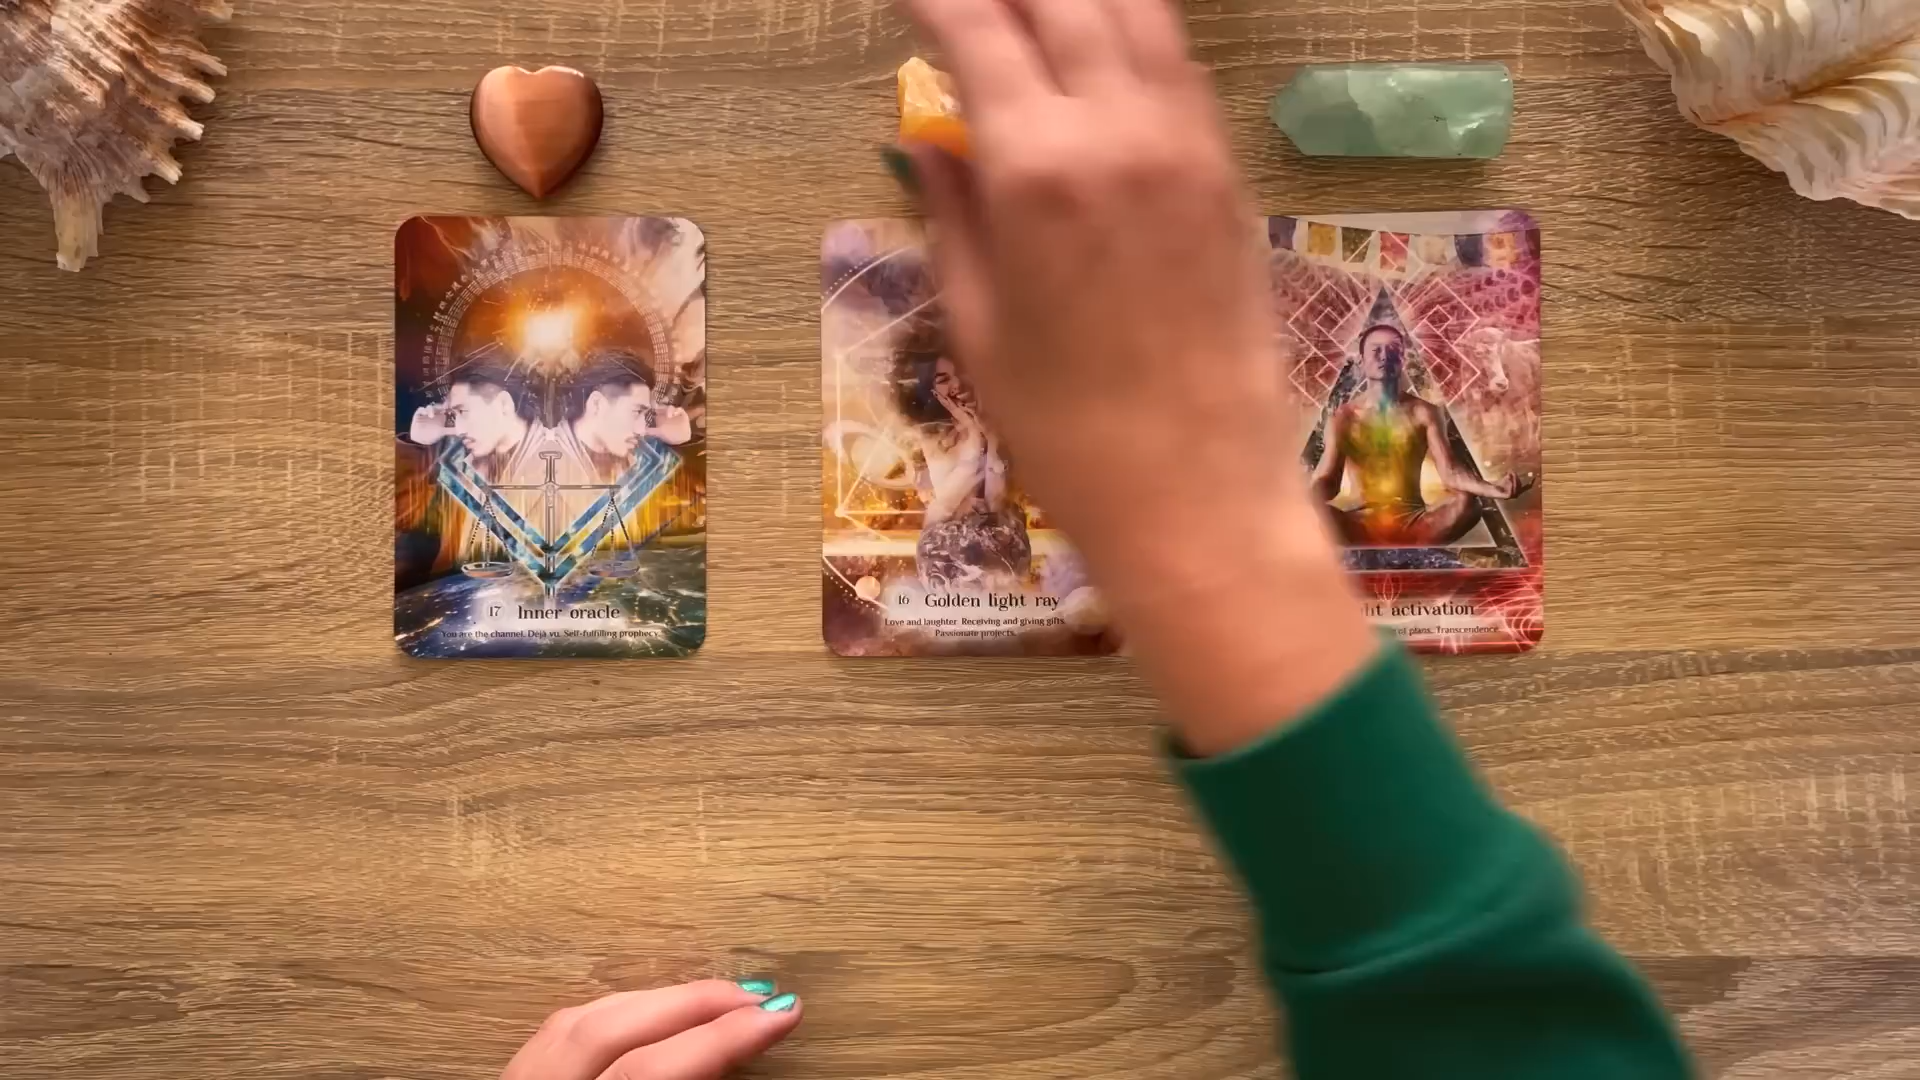 17 Inner oracle
You are the channel. Deja vu. Self-fulfilling prophecy.
16 Golden light ray
Love and laughter. Receiving and giving gifts.
Passionate projects.
activation
of plans. Transcendence.